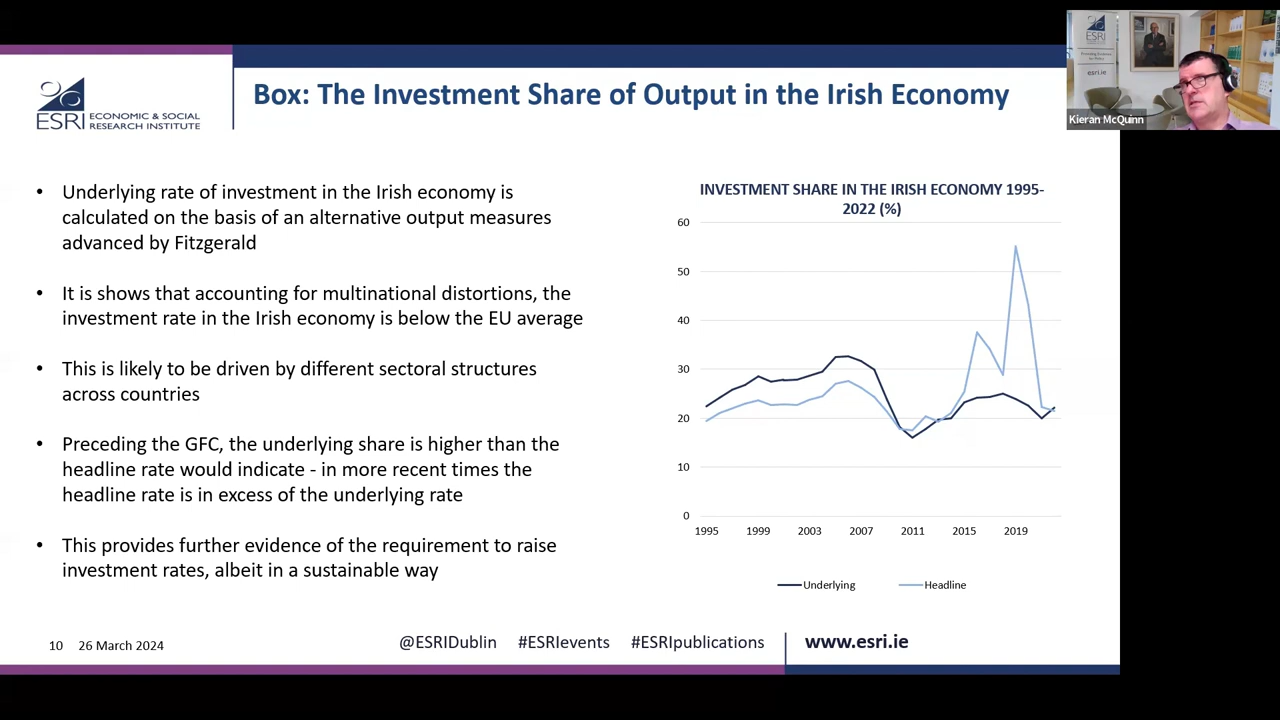 Box: The Investment Share of Output in the Irish Economy
ESRI
ECONOMIC & SOCIAL
RESEARCH INSTITUTE
ESRI
esri.ie
Kieran McQuinn
• Underlying rate of investment in the Irish economy is
calculated on the basis of an alternative output measures
advanced by Fitzgerald
• It is shows that accounting for multinational distortions, the
investment rate in the Irish economy is below the EU average
• This is likely to be driven by different sectoral structures
across countries
• Preceding the GFC, the underlying share is higher than the
headline rate would indicate - in more recent times the
headline rate is in excess of the underlying rate
• This provides further evidence of the requirement to raise
investment rates, albeit in a sustainable way
INVESTMENT SHARE IN THE IRISH ECONOMY 1995-
2022 (%)
60
50
40
30
20
10
0
1995 1999 2003 2007 2011 2015 2019
Underlying Headline
10 26 March 2024
@ESRIDublin #ESRIevents #ESRIpublications
www.esri.ie